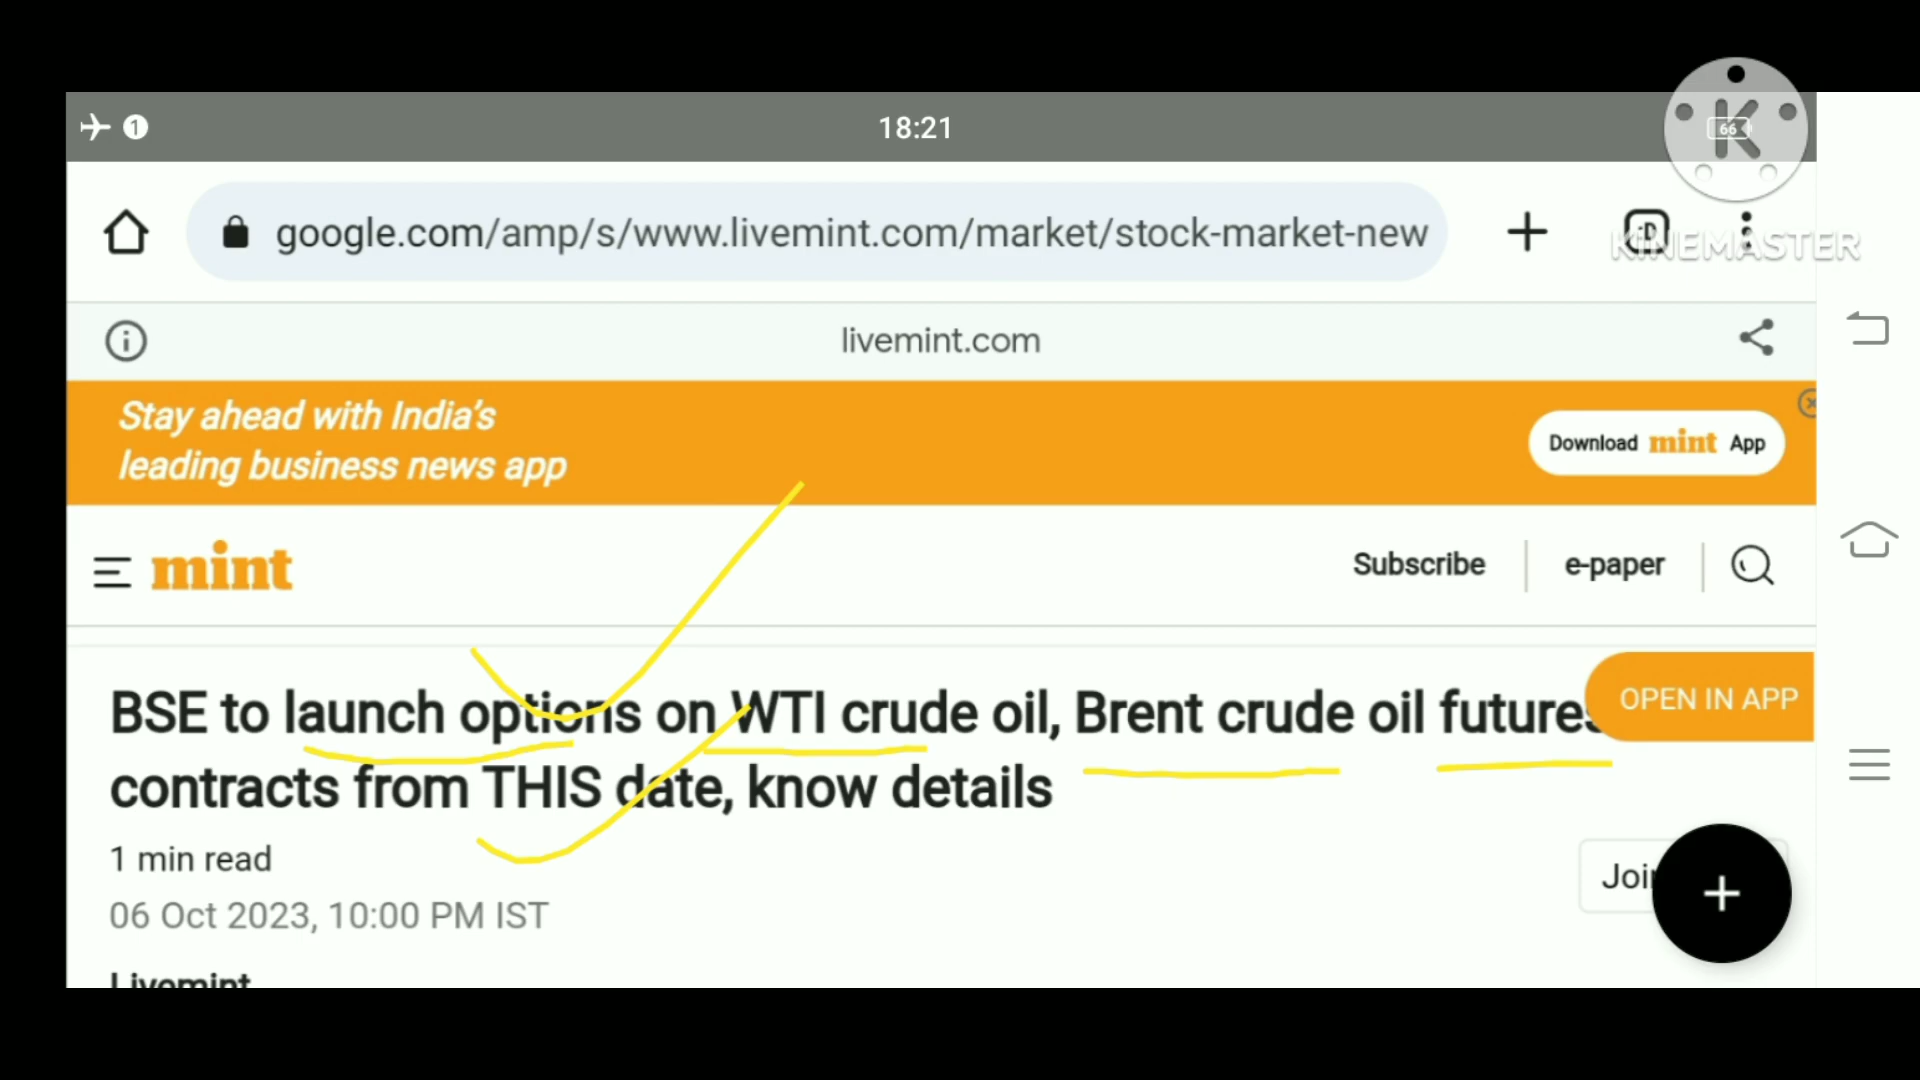 1
18:21
66
K
google.com/amp/s/www.livemint.com/market/stock-market-new
:D
KINEMASTER
livemint.com
Stay ahead with India's
leading business news app
Download mint App
mint
Subscribe
e-paper
BSE to launch options on WTI crude oil, Brent crude oil futures
OPEN IN APP
contracts from THIS date, know details
1 min read
06 Oct 2023, 10:00 PM IST
Livemint